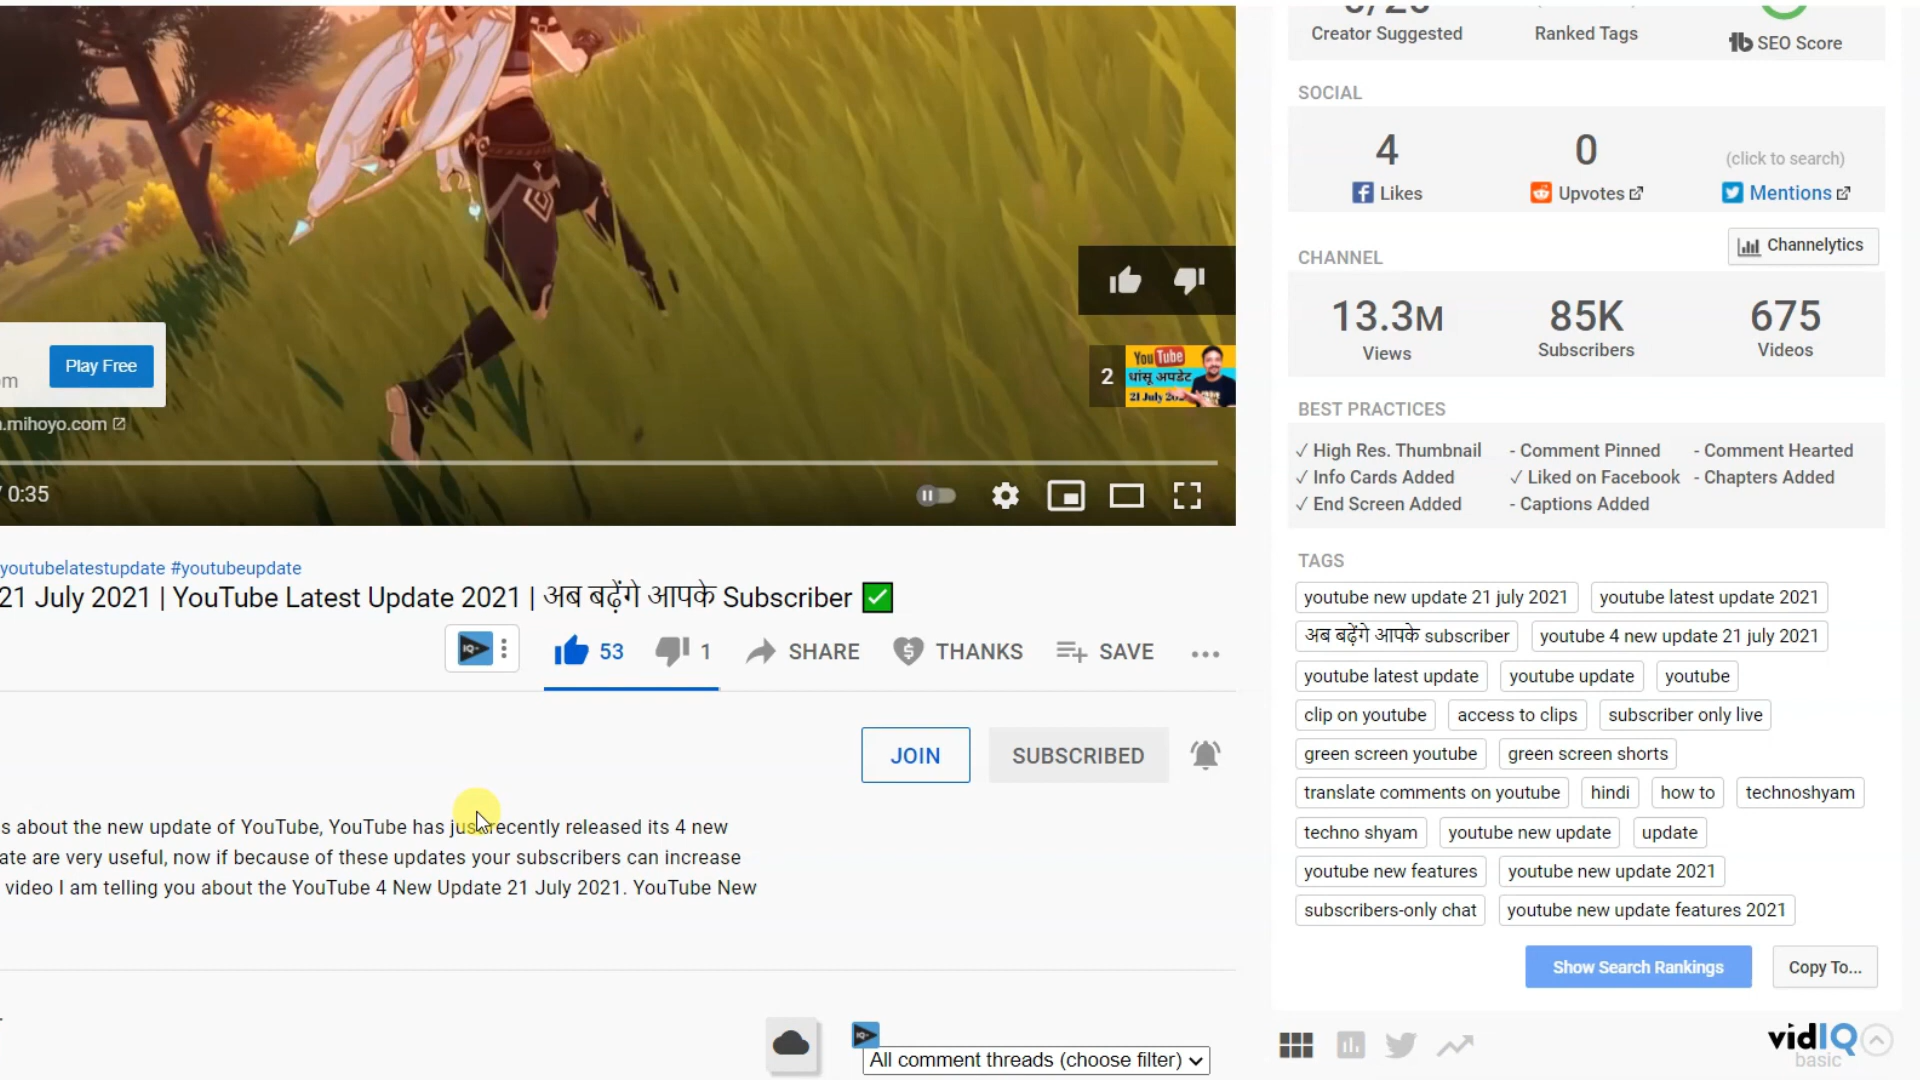 Creator Suggested
Ranked Tags
SEO Score
SOCIAL
4
0
(click to search)
Likes
Upvotes
Mentions
Channelytics
CHANNEL
13.3M
85K
675
Views
Subscribers
Videos
BEST PRACTICES
✓ High Res. Thumbnail - Comment Pinned - Comment Hearted
✓ Info Cards Added ✓ Liked on Facebook - Chapters Added
✓ End Screen Added - Captions Added
TAGS
youtube new update 21 july 2021 youtube latest update 2021
अब बढ़ेंगे आपके subscriber youtube 4 new update 21 july 2021
youtube latest update youtube update youtube
clip on youtube access to clips subscriber only live
green screen youtube green screen shorts
translate comments on youtube hindi how to technoshyam
techno shyam youtube new update update
youtube new features youtube new update 2021
subscribers-only chat youtube new update features 2021
Show Search Rankings Copy To...
vidIQ
basic
Play Free
om
.mihoyo.com
2
YouTube
धांसू अपडेट
21 July
/ 0:35
youtubelatestupdate #youtubeupdate
21 July 2021 | YouTube Latest Update 2021 | अब बढ़ेंगे आपके Subscriber ✅
IQ
53 1 SHARE THANKS SAVE ...
JOIN SUBSCRIBED
s about the new update of YouTube, YouTube has just recently released its 4 new
ate are very useful, now if because of these updates your subscribers can increase
video I am telling you about the YouTube 4 New Update 21 July 2021. YouTube New
All comment threads (choose filter)